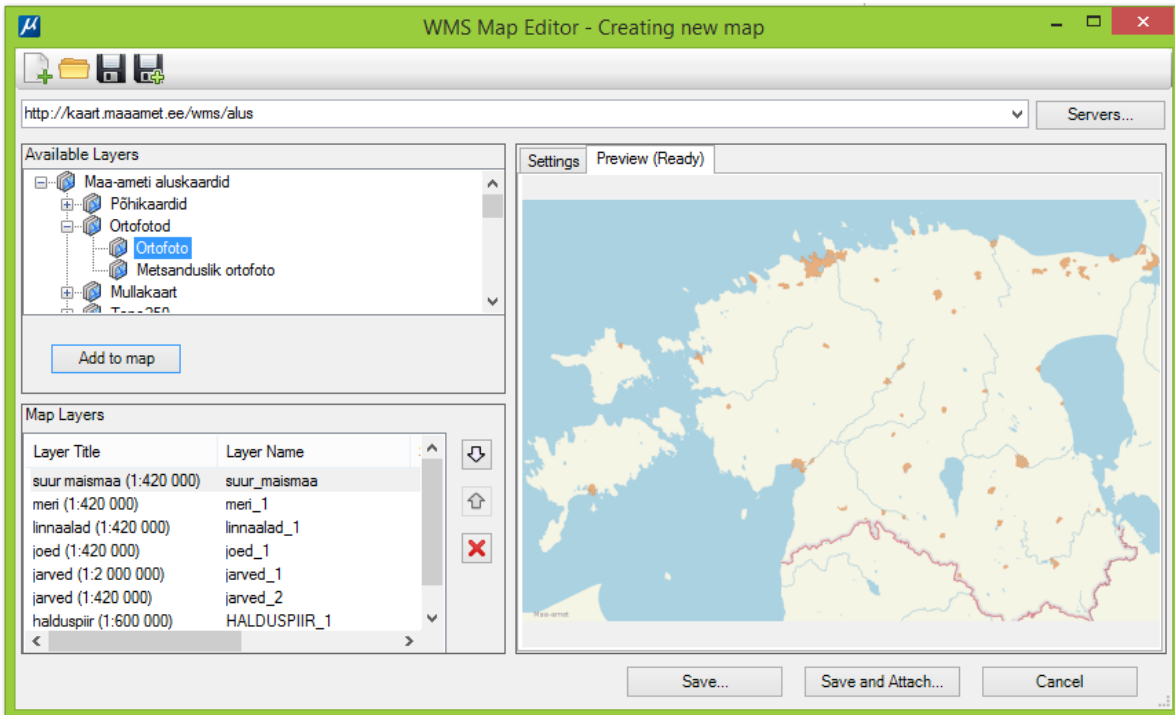 WMS Map Editor - Creating new map
http://kaart.maaamet.ee/wms/alus
Servers...
Available Layers
Maa-ameti aluskaardid
Põhikaardid
Ortofotod
Ortofoto
Metsanduslik ortofoto
Mullakaart
Add to map
Map Layers
Layer Title Layer Name
suur maismaa (1:420 000) suur_maismaa
meri (1:420 000) meri_1
linnaalad (1:420 000) linnaalad_1
joed (1:420 000) joed_1
jarved (1:2 000 000) jarved_1
jarved (1:420 000) jarved_2
halduspiir (1:600 000) HALDUSPIIR_1
Settings Preview (Ready)
Maa-amet
Save... Save and Attach... Cancel